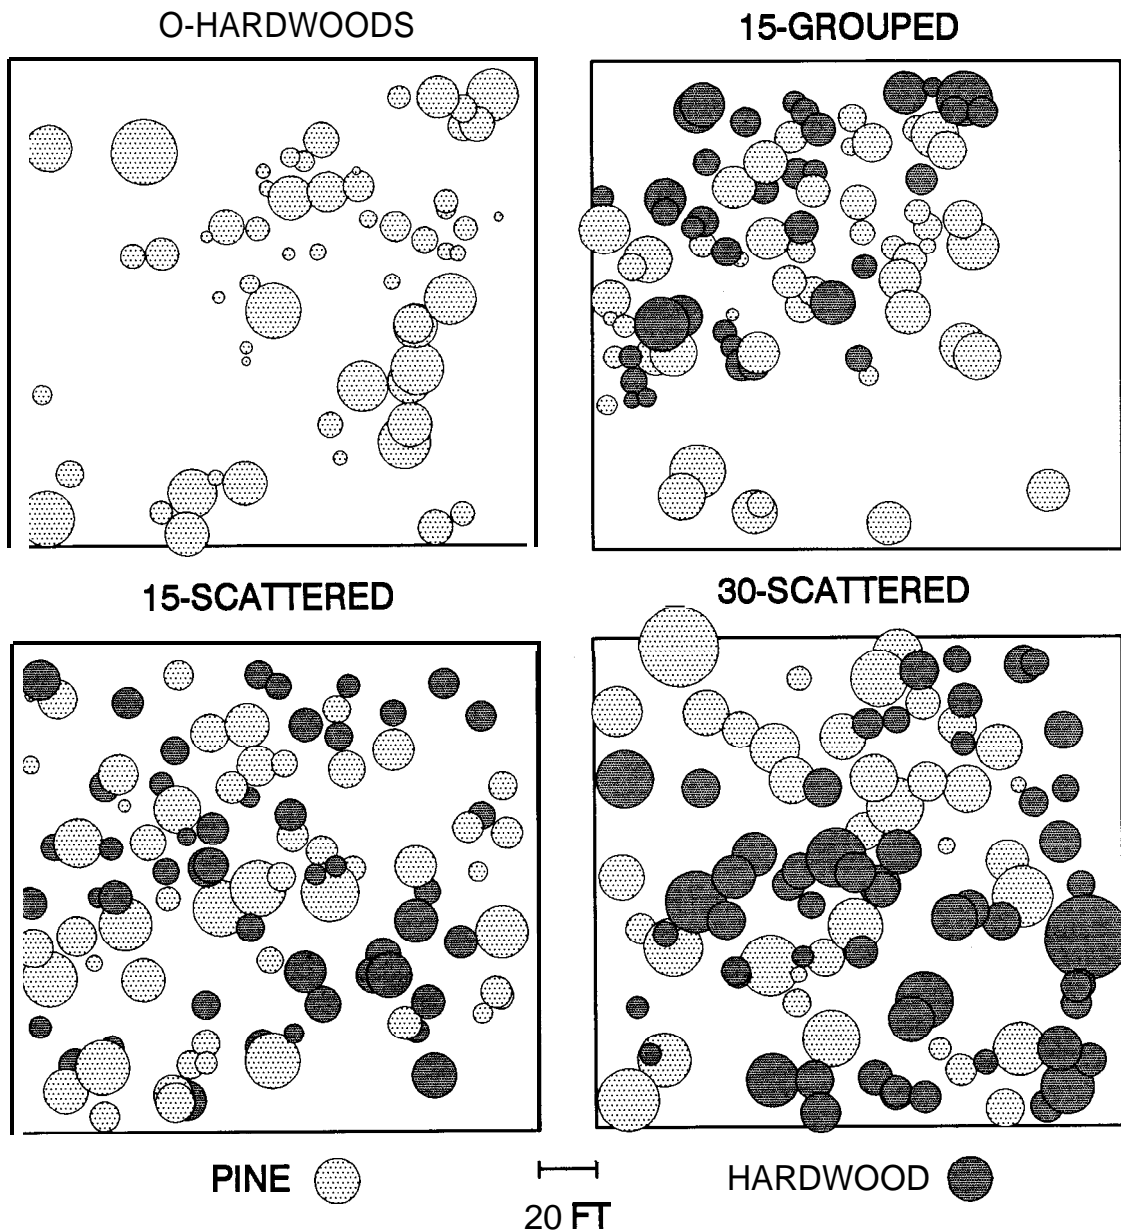 O-HARDWOODS
15-GROUPED
15-SCATTERED
30-SCATTERED
PINE
HARDWOOD
20 FT